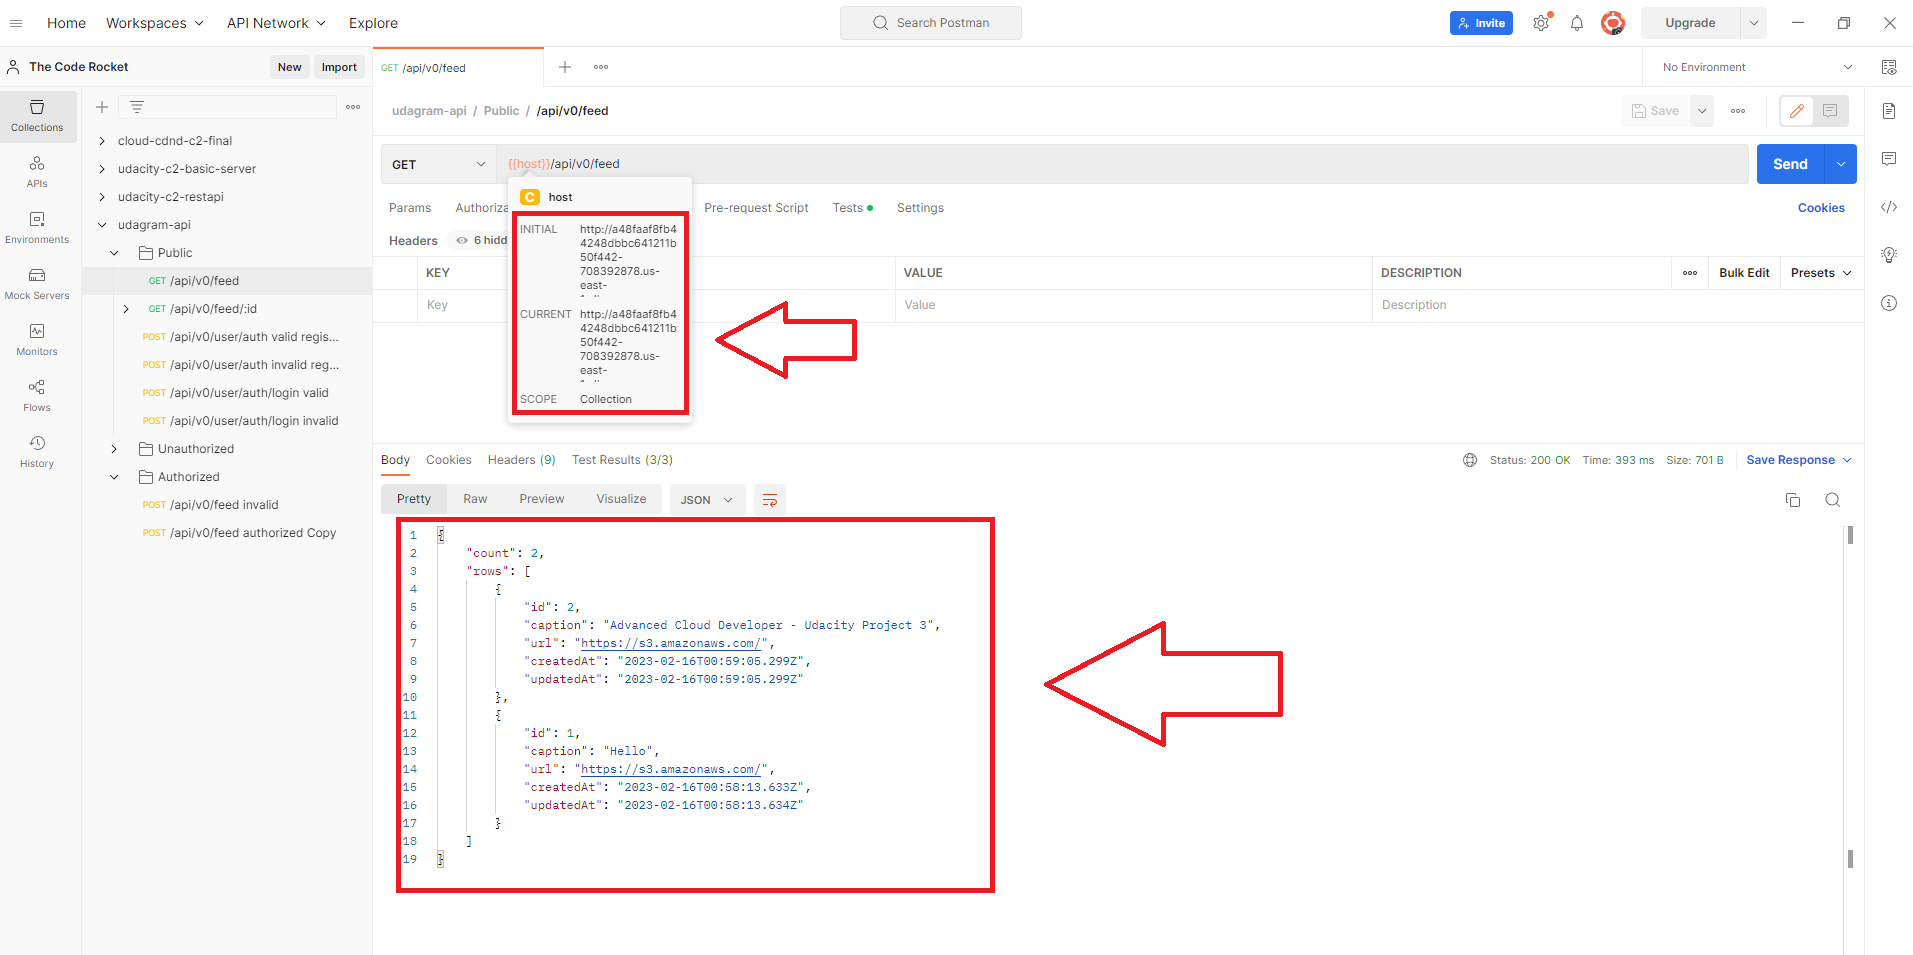 Home Workspaces API Network Explore Search Postman Invite Upgrade
The Code Rocket New Import GET /api/v0/feed No Environment
udagram-api / Public / /api/v0/feed Save
Collections
APIs
Environments
Mock Servers
Monitors
Flows
History
cloud-cdnd-c2-final
udacity-c2-basic-server
udacity-c2-restapi
udagram-api
Public
GET /api/v0/feed
GET /api/v0/feed/:id
POST /api/v0/user/auth valid regis...
POST /api/v0/user/auth invalid reg...
POST /api/v0/user/auth/login valid
POST /api/v0/user/auth/login invalid
Unauthorized
Authorized
POST /api/v0/feed invalid
POST /api/v0/feed authorized Copy
GET {{host}}/api/v0/feed Send
C host
INITIAL http://a48faaf8fb4
4248dbbc641211b
50f442-
708392878.us-
east-
CURRENT http://a48faaf8fb4
4248dbbc641211b
50f442-
708392878.us-
east-
SCOPE Collection
Params Authoriza Pre-request Script Tests Settings Cookies
Headers 6 hidd
KEY VALUE DESCRIPTION Bulk Edit Presets
Key Value Description
Body Cookies Headers (9) Test Results (3/3) Status: 200 OK Time: 393 ms Size: 701 B Save Response
Pretty Raw Preview Visualize JSON
1 {
2 "count": 2,
3 "rows": [
4 {
5 "id": 2,
6 "caption": "Advanced Cloud Developer - Udacity Project 3",
7 "url": "https://s3.amazonaws.com/",
8 "createdAt": "2023-02-16T00:59:05.299Z",
9 "updatedAt": "2023-02-16T00:59:05.299Z"
10 },
11 {
12 "id": 1,
13 "caption": "Hello",
14 "url": "https://s3.amazonaws.com/",
15 "createdAt": "2023-02-16T00:58:13.633Z",
16 "updatedAt": "2023-02-16T00:58:13.634Z"
17 }
18 ]
19 }